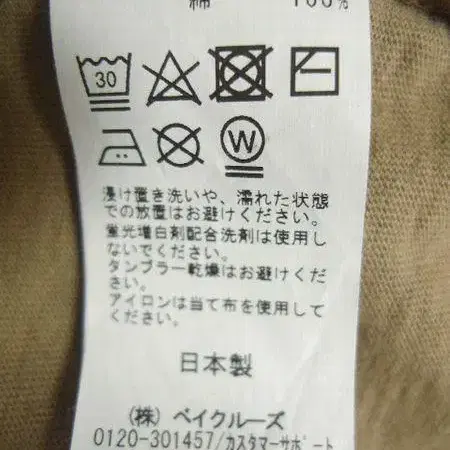 綿 100%
30
W
浸け置き洗いや、濡れた状態
での放置はお避けください。
蛍光増白剤配合洗剤は使用し
ないでください。
タンブラー乾燥はお避けくだ
さい。
アイロンは当て布を使用して
ください。
日本製
(株) ベイクルーズ
0120-301457/カスタマーサポート